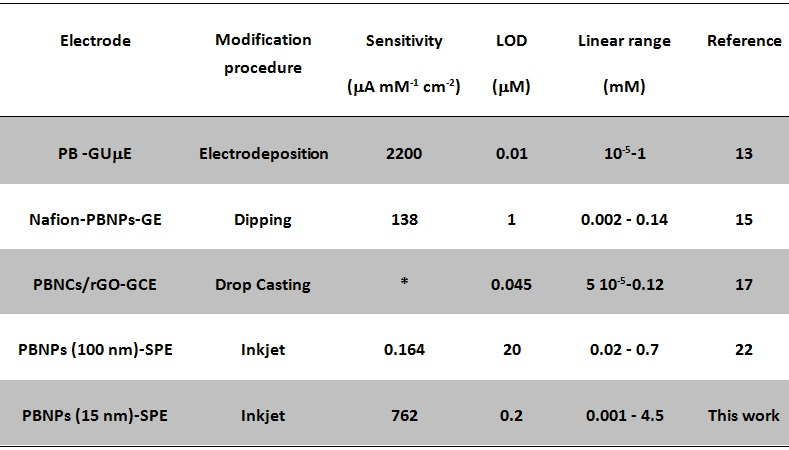 Electrode Modification procedure Sensitivity (µA mM⁻¹ cm⁻²) LOD (µM) Linear range (mM) Reference
PB -GUµE Electrodeposition 2200 0.01 10⁻⁵-1 13
Nafion-PBNPs-GE Dipping 138 1 0.002 - 0.14 15
PBNCs/rGO-GCE Drop Casting * 0.045 5 10⁻⁵-0.12 17
PBNPs (100 nm)-SPE Inkjet 0.164 20 0.02 - 0.7 22
PBNPs (15 nm)-SPE Inkjet 762 0.2 0.001 - 4.5 This work